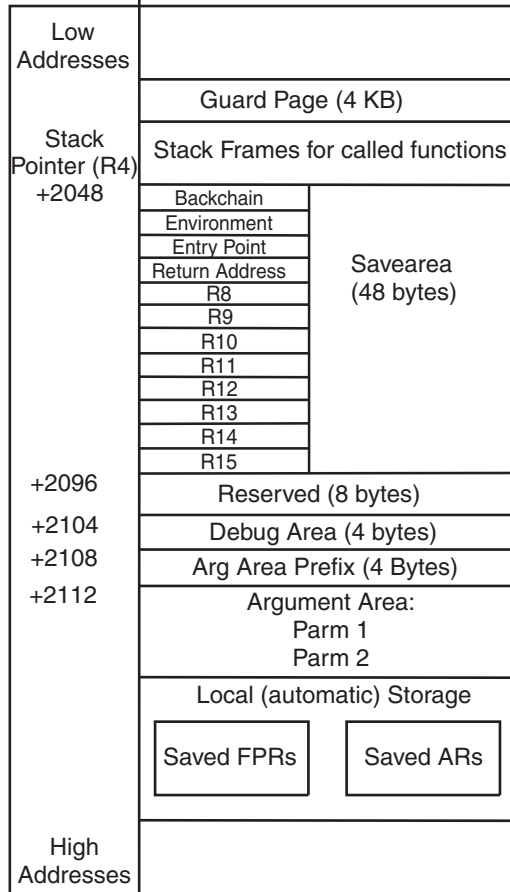 Low
Addresses
Guard Page (4 KB)
Stack
Pointer (R4)
+2048
Stack Frames for called functions
Backchain
Environment
Entry Point
Return Address
R8
R9
R10
R11
R12
R13
R14
R15
Savearea
(48 bytes)
+2096
Reserved (8 bytes)
+2104
Debug Area (4 bytes)
+2108
Arg Area Prefix (4 Bytes)
+2112
Argument Area:
Parm 1
Parm 2
Local (automatic) Storage
Saved FPRs
Saved ARs
High
Addresses